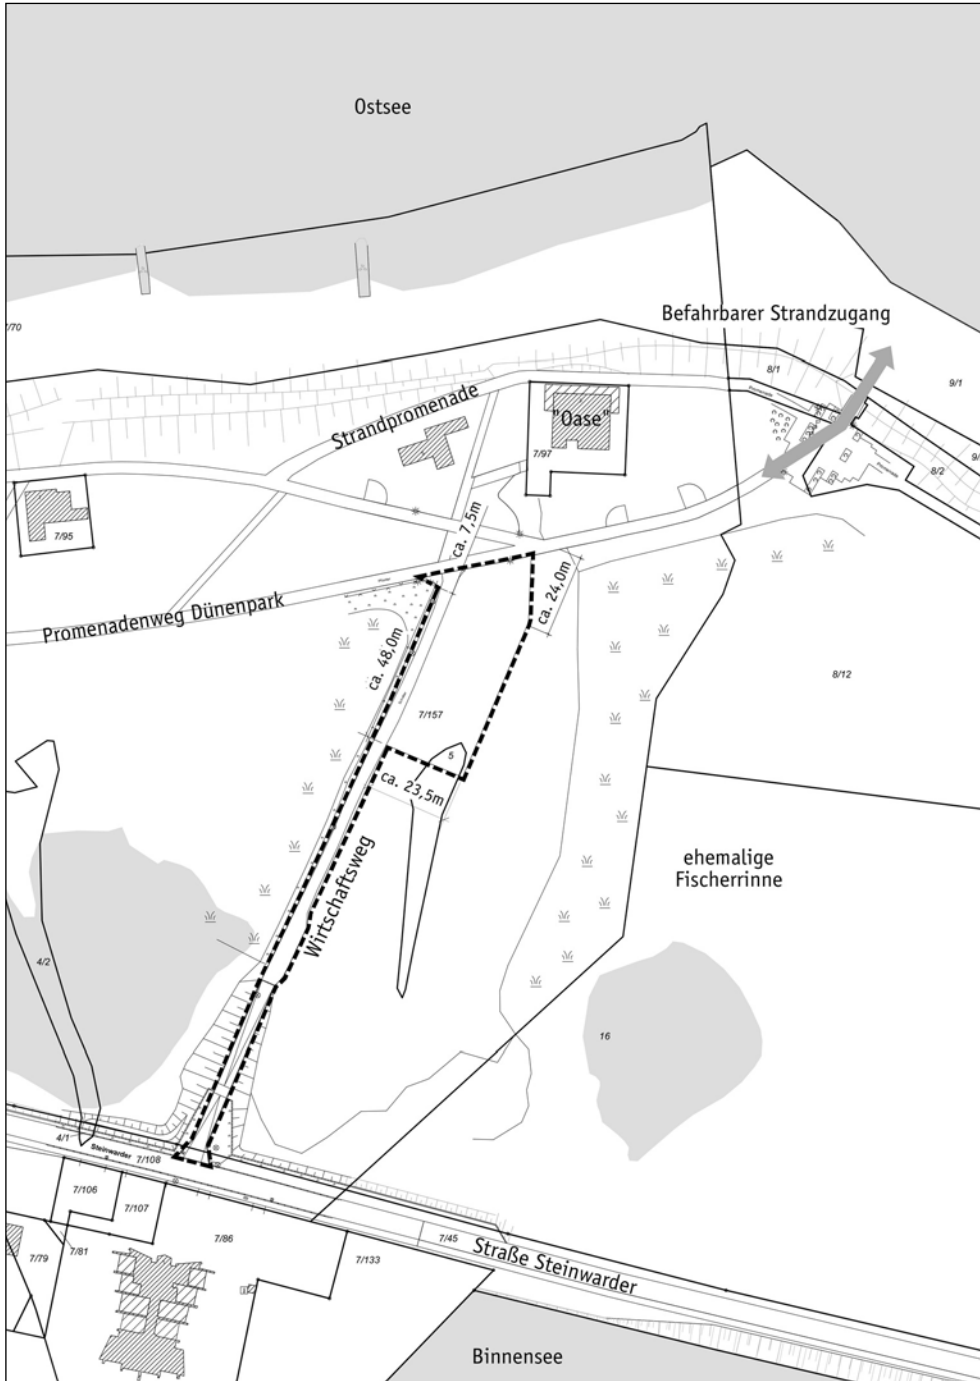 Ostsee
Befahrbarer Strandzugang
7/70
8/1
9/1
Strandpromenade
"Oase"
7/97
8/2
9/
7/95
ca. 7,5m
ca. 24,0m
Promenadenweg Dünenpark
ca. 48,0m
8/12
7/157
5
ca. 23,5m
ehemalige
Fischerrinne
Wirtschaftsweg
4/2
16
4/1
Steinwarder
7/108
7/106
7/107
7/86
7/81
7/79
7/133
7/45
Straße Steinwarder
Binnensee